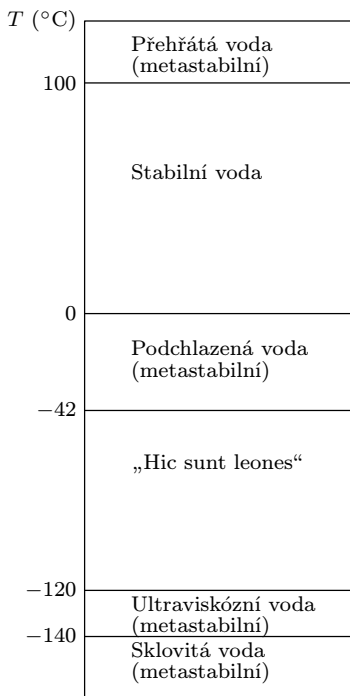 T (°C)
Přehřátá voda
(metastabilní)
100
Stabilní voda
0
Podchlazená voda
(metastabilní)
−42
„Hic sunt leones“
−120
Ultraviskózní voda
(metastabilní)
−140
Sklovitá voda
(metastabilní)